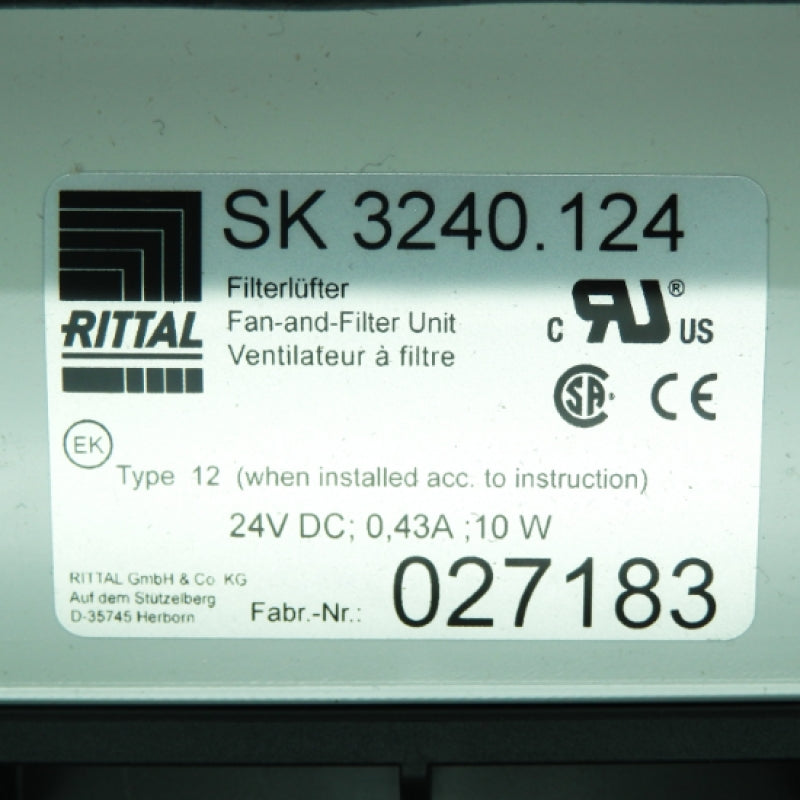 SK 3240.124
RITTAL
Filterlüfter
Fan-and-Filter Unit
Ventilateur à filtre
C RU® US
SA®
CE
EK
Type 12 (when installed acc. to instruction)
24V DC; 0,43A ;10 W
RITTAL GmbH & Co KG
Auf dem Stützelberg
D-35745 Herborn
Fabr.-Nr.: 027183